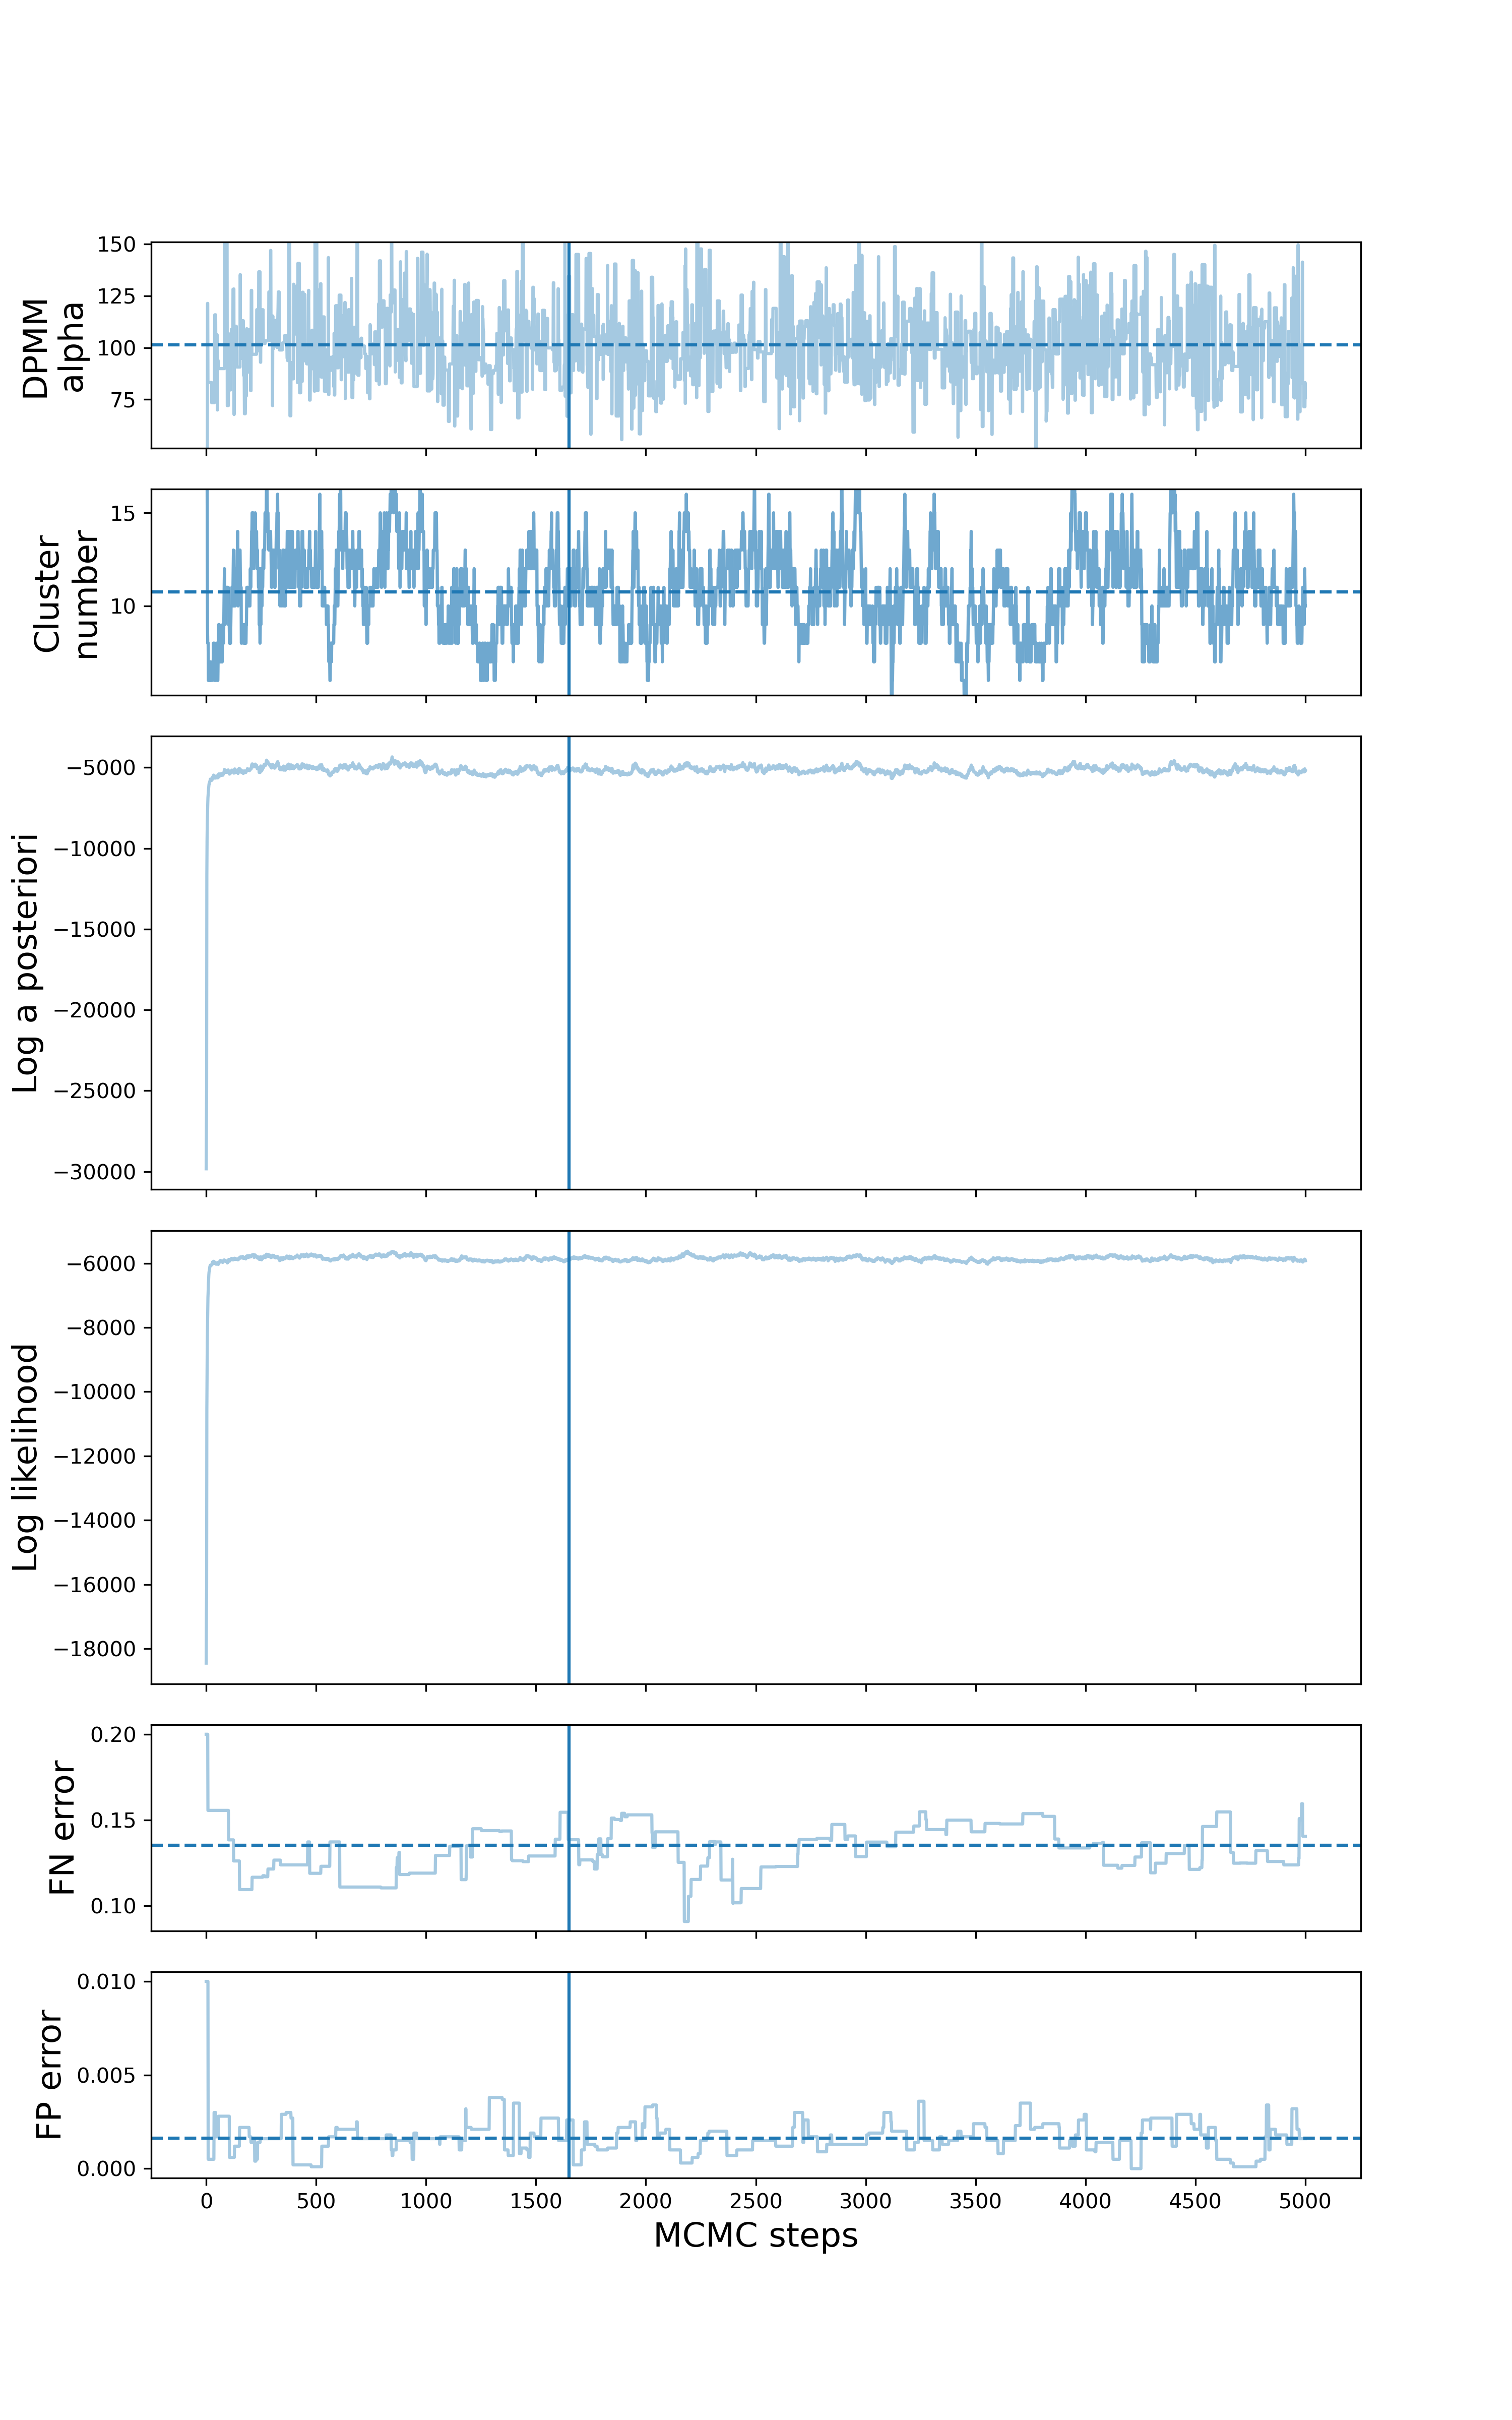 DPMM
alpha
150
125
100
75
Cluster
number
15
10
Log a posteriori
−5000
−10000
−15000
−20000
−25000
−30000
Log likelihood
−6000
−8000
−10000
−12000
−14000
−16000
−18000
FN error
0.20
0.15
0.10
FP error
0.010
0.005
0.000
0 500 1000 1500 2000 2500 3000 3500 4000 4500 5000
MCMC steps